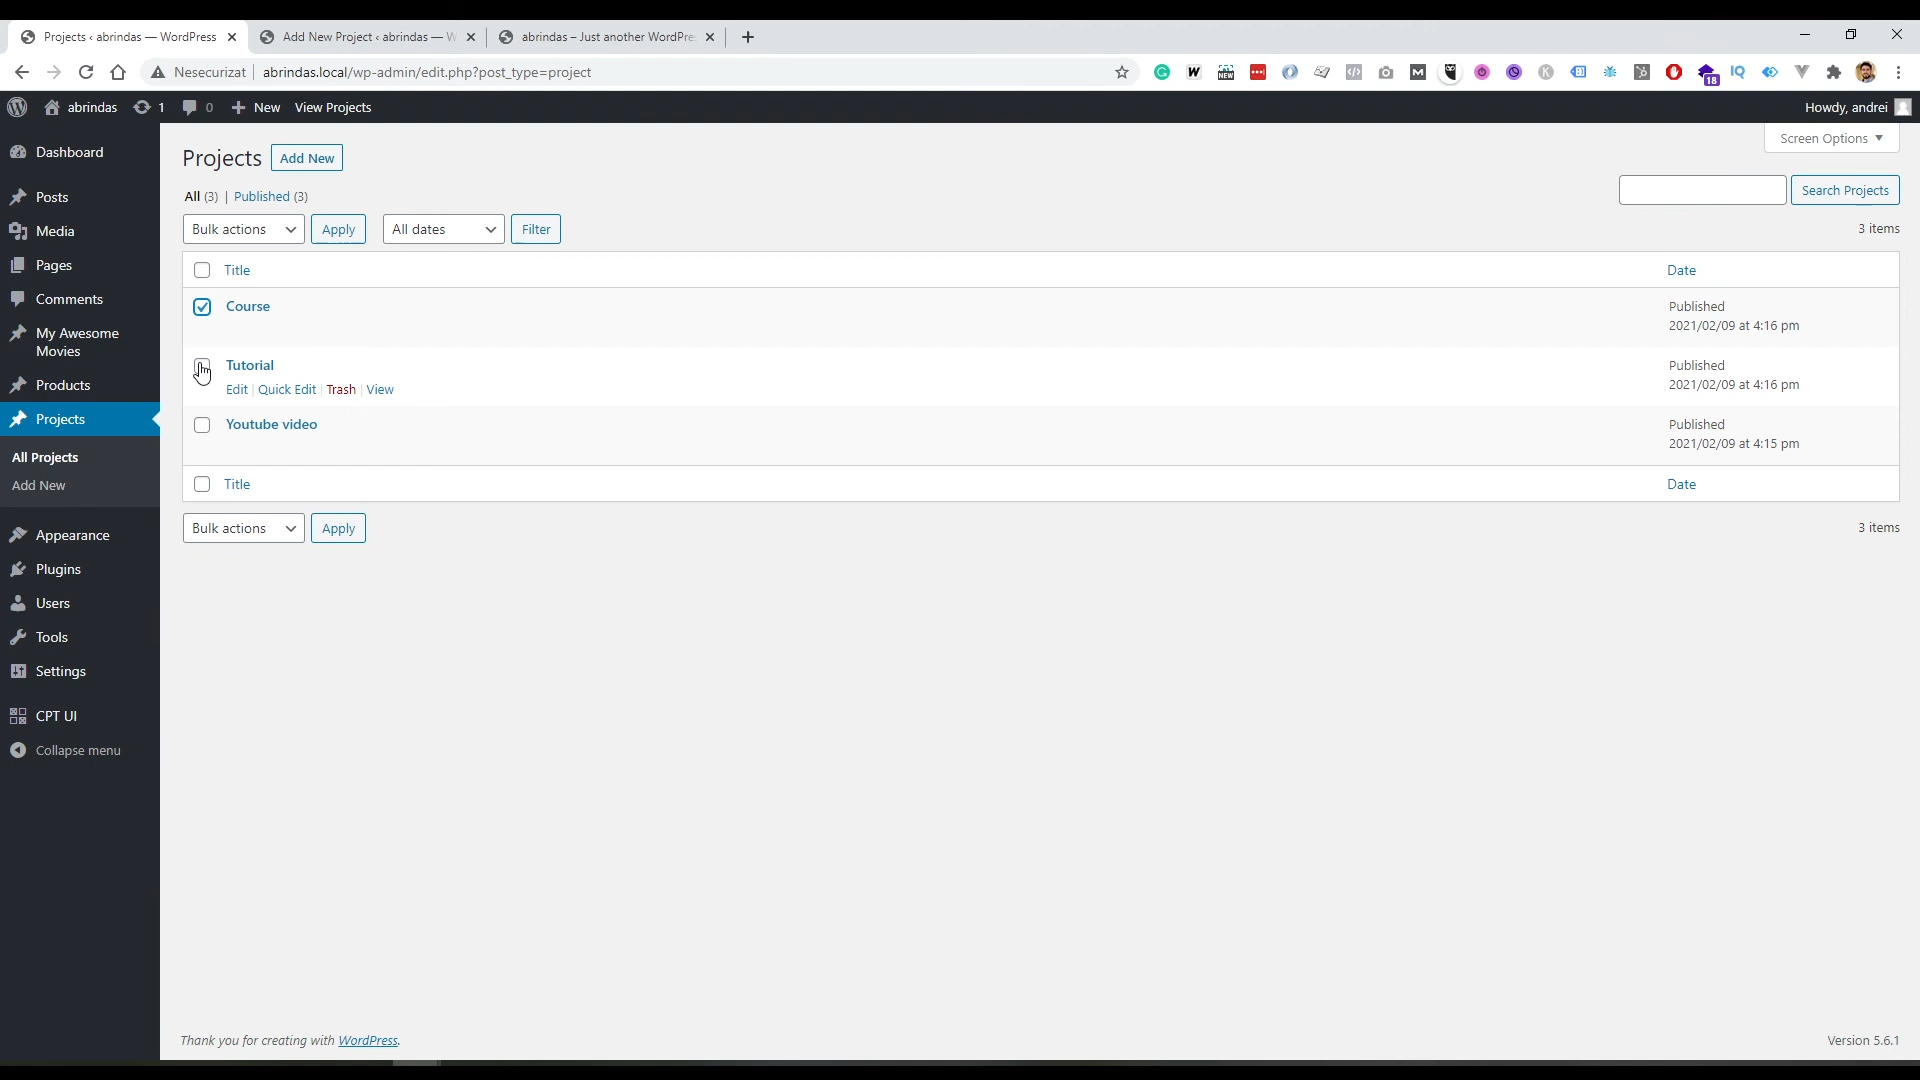 Projects ‹ abrindas — WordPress
Add New Project ‹ abrindas — W
abrindas – Just another WordPre
Nesecurizat
abrindas.local/wp-admin/edit.php?post_type=project
W
NEW
M
K
18
IQ
abrindas
1
0
New
View Projects
Howdy, andrei
Dashboard
Posts
Media
Pages
Comments
My Awesome
Movies
Products
Projects
All Projects
Add New
Appearance
Plugins
Users
Tools
Settings
CPT UI
Collapse menu
Screen Options
Projects
Add New
All (3) | Published (3)
Search Projects
Bulk actions
Apply
All dates
Filter
3 items
Title
Date
Course
Published
2021/02/09 at 4:16 pm
Tutorial
Edit | Quick Edit | Trash | View
Published
2021/02/09 at 4:16 pm
Youtube video
Published
2021/02/09 at 4:15 pm
Title
Date
Bulk actions
Apply
3 items
Thank you for creating with WordPress.
Version 5.6.1